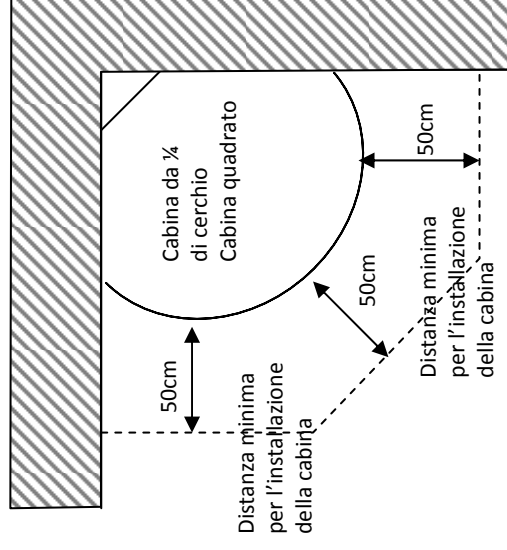 Cabina da ¼
di cerchio
Cabina quadrato
50cm
50cm
50cm
Distanza minima
per l'installazione
della cabina
Distanza minima
per l'installazione
della cabina